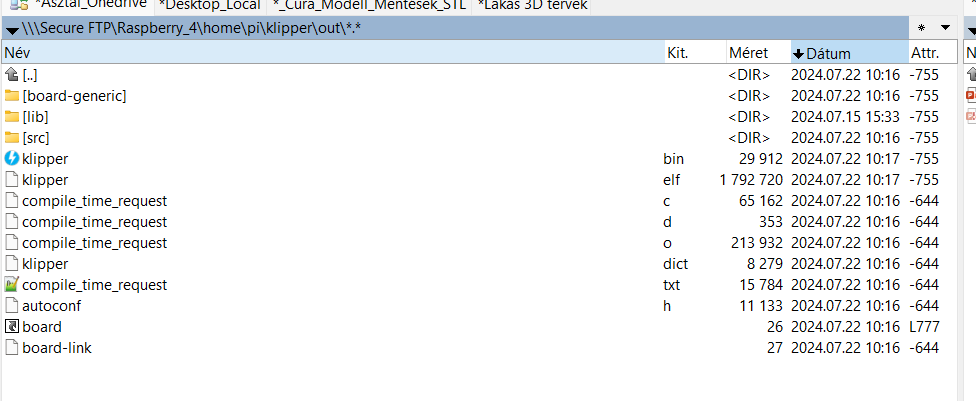 *Asztal_Onedrive *Desktop_Local *_Cura_Modell_Mentesek_STL *Lakas 3D tervek
\\\Secure FTP\Raspberry_4\home\pi\klipper\out\*.* *
Név Kit. Méret Dátum Attr.
[..] <DIR> 2024.07.22 10:16 -755
[board-generic] <DIR> 2024.07.22 10:16 -755
[lib] <DIR> 2024.07.15 15:33 -755
[src] <DIR> 2024.07.22 10:16 -755
klipper bin 29 912 2024.07.22 10:17 -755
klipper elf 1 792 720 2024.07.22 10:17 -755
compile_time_request c 65 162 2024.07.22 10:16 -644
compile_time_request d 353 2024.07.22 10:16 -644
compile_time_request o 213 932 2024.07.22 10:16 -644
klipper dict 8 279 2024.07.22 10:16 -644
compile_time_request txt 15 784 2024.07.22 10:16 -644
autoconf h 11 133 2024.07.22 10:16 -644
board 26 2024.07.22 10:16 L777
board-link 27 2024.07.22 10:16 -644